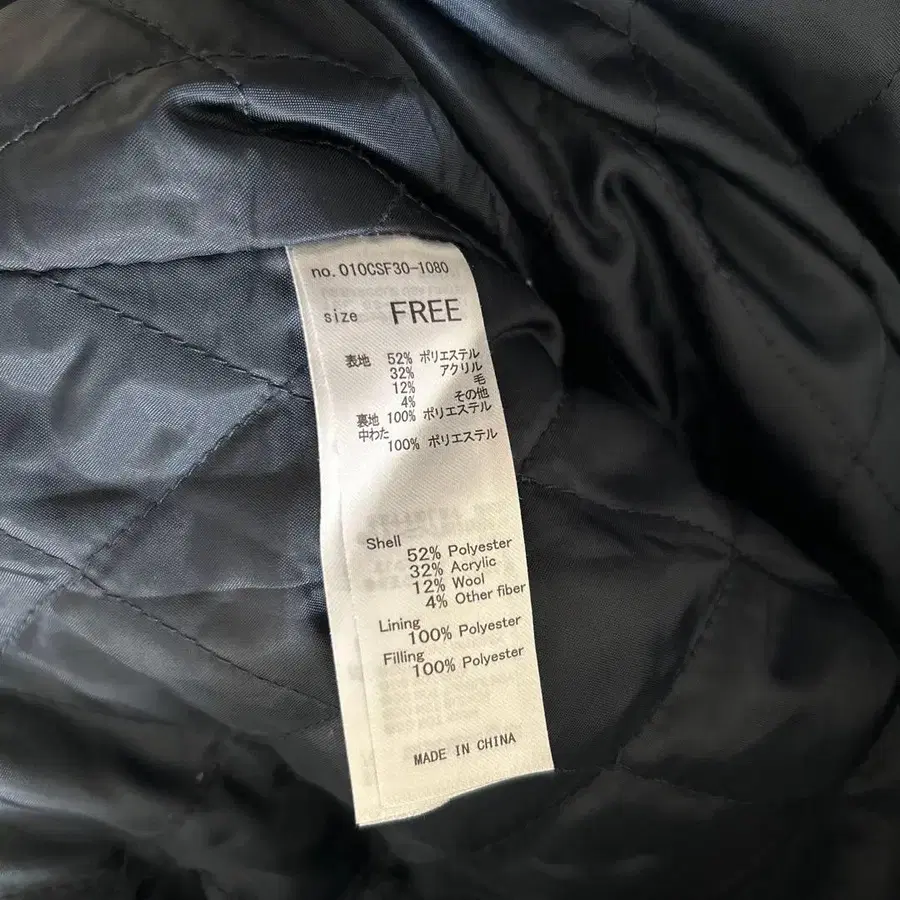 no. 010CSF30-1080
size FREE
表地 52% ポリエステル
32% アクリル
12% 毛
4% その他
裏地 100% ポリエステル
中わた
100% ポリエステル
Shell
52% Polyester
32% Acrylic
12% Wool
4% Other fiber
Lining
100% Polyester
Filling
100% Polyester
MADE IN CHINA